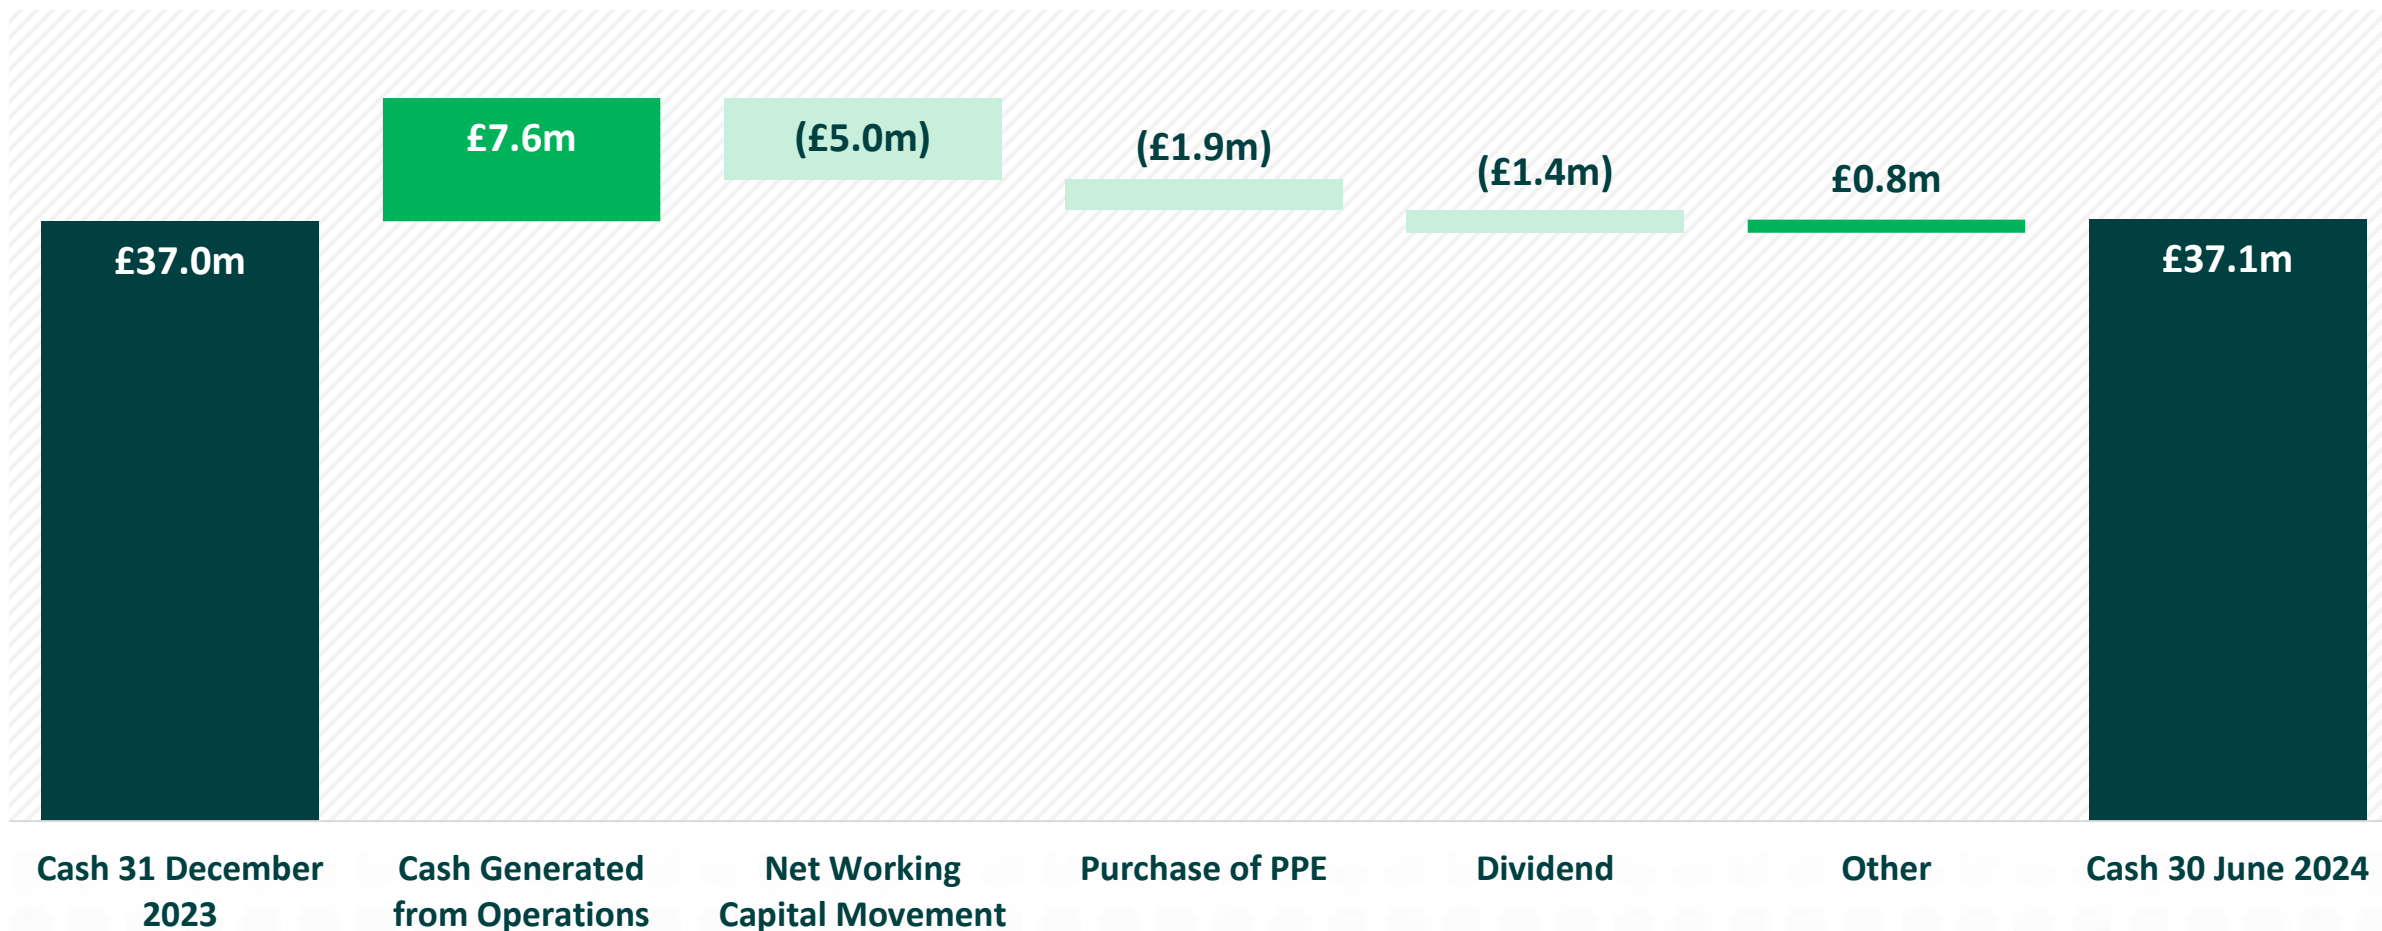 £7.6m
(£5.0m)
(£1.9m)
(£1.4m)
£0.8m
£37.0m
£37.1m
Cash 31 December
2023
Cash Generated
from Operations
Net Working
Capital Movement
Purchase of PPE
Dividend
Other
Cash 30 June 2024